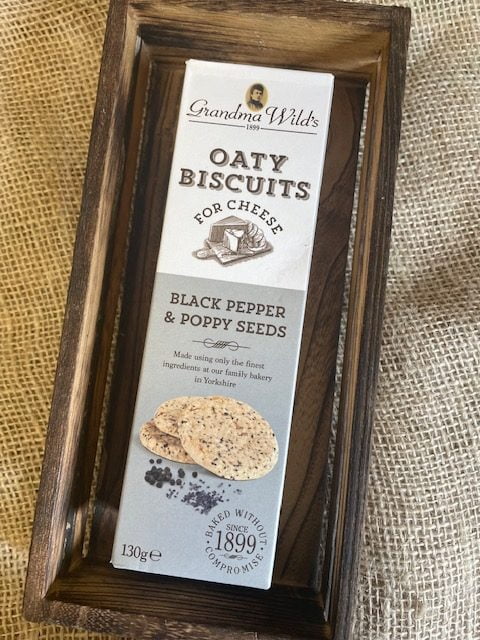 Grandma Wild's
1899
OATY
BISCUITS
FOR CHEESE
BLACK PEPPER
& POPPY SEEDS
Made using only the finest
ingredients at our family bakery
in Yorkshire
BAKED WITHOUT
SINCE
1899
COMPROMISE
130g℮